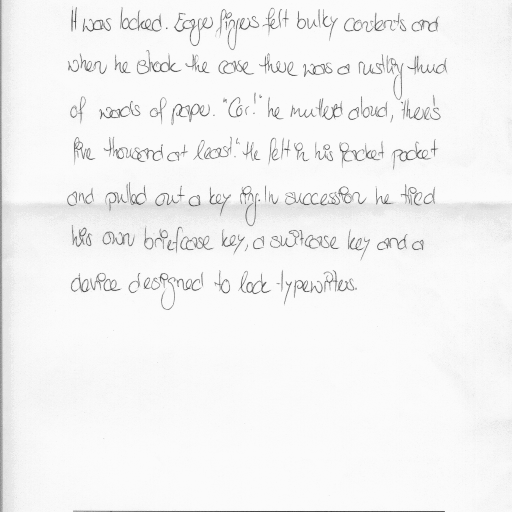 It was locked. Eager fingers felt bulky contents and
when he shook the case there was a rustling thud
of wads of paper. "Cor!" he muttered aloud, "there's
five thousand at least." He felt in his jacket pocket
and pulled out a key ring. In succession he tried
his own briefcase key, a suitcase key and a
device designed to lock typewriters.